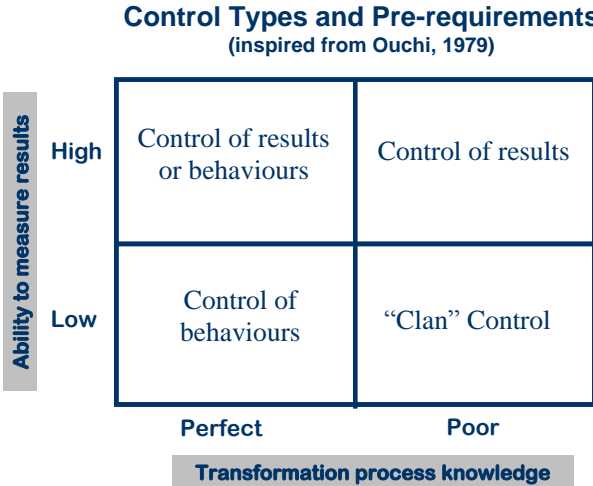 Control Types and Pre-requirements
(inspired from Ouchi, 1979)
Ability to measure results
High
Control of results
or behaviours
Control of results
Low
Control of
behaviours
“Clan” Control
Perfect
Poor
Transformation process knowledge